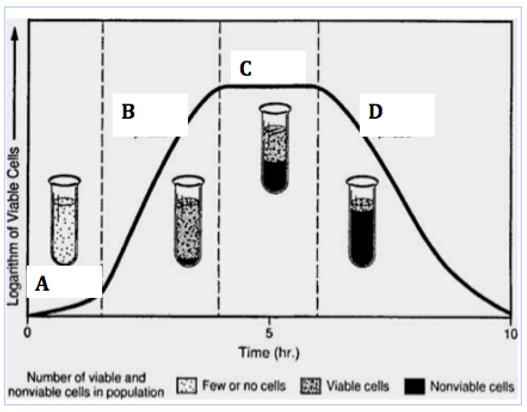 C
B
D
A
Logarithm of Viable Cells
0
5
10
Time (hr.)
Number of viable and
nonviable cells in population
Few or no cells
Viable cells
Nonviable cells